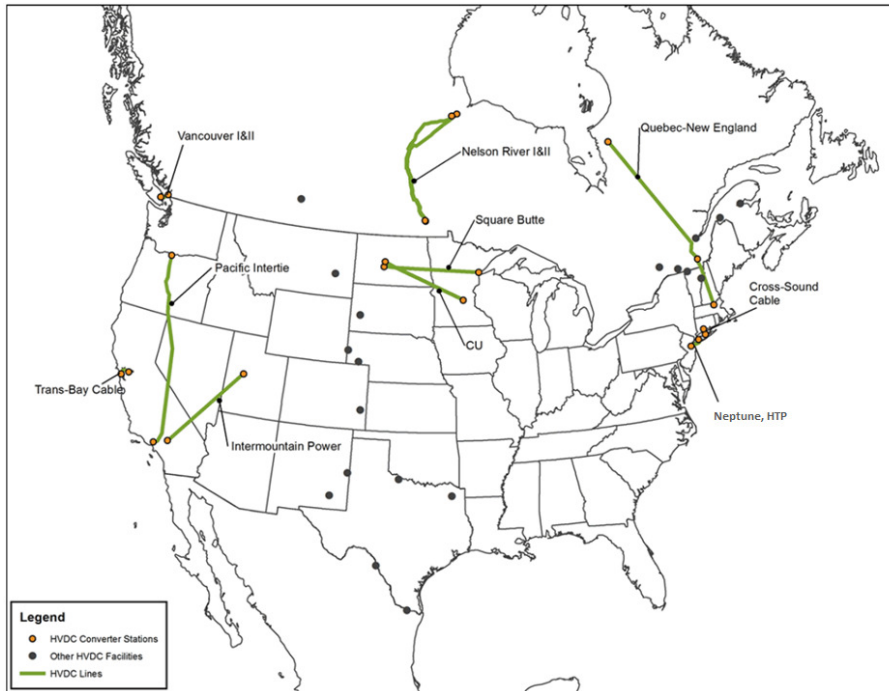 Vancouver I&II
Quebec-New England
Nelson River I&II
Square Butte
Pacific Intertie
Cross-Sound
Cable
CU
Trans-Bay Cable
Neptune, HTP
Intermountain Power
Legend
HVDC Converter Stations
Other HVDC Facilities
HVDC Lines